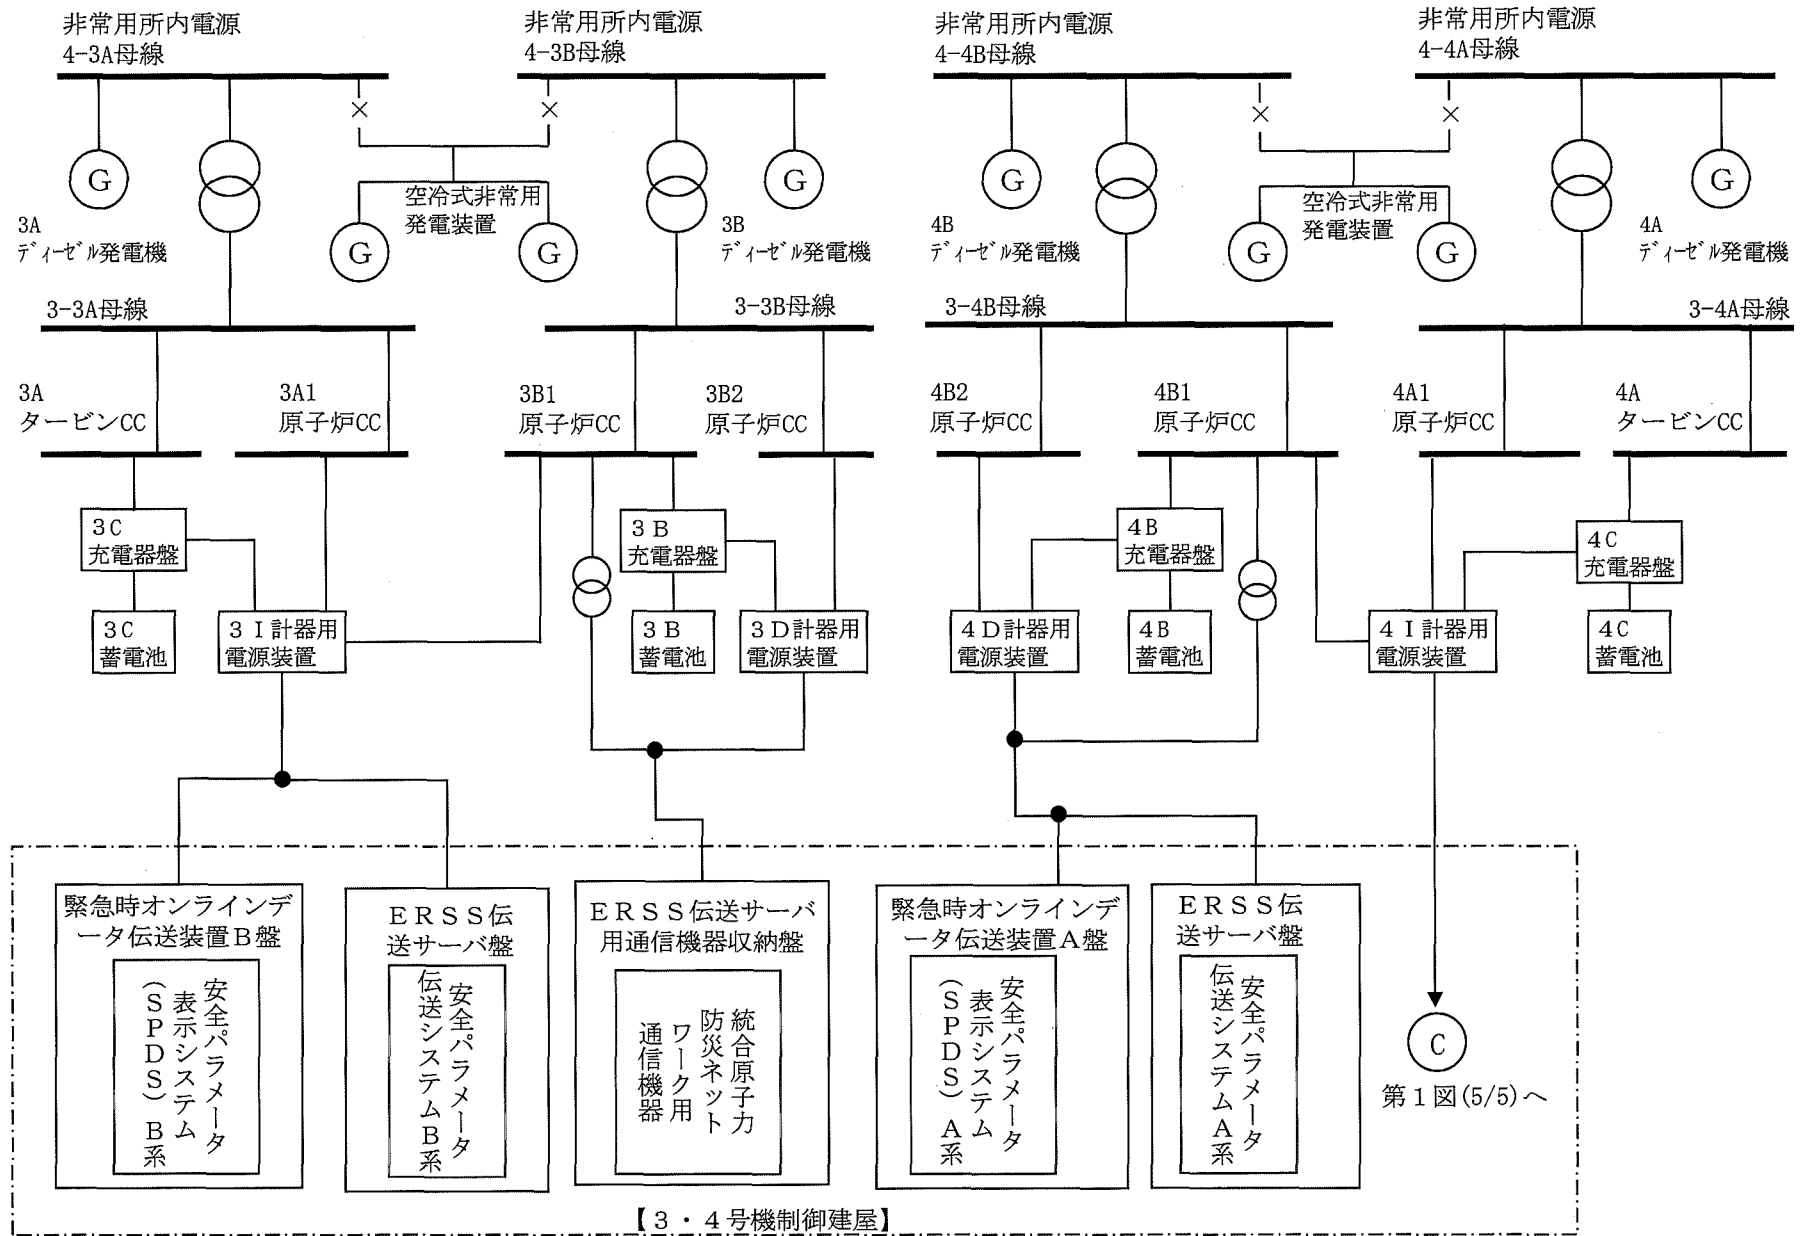 非常用所内電源
4-3A母線
非常用所内電源
4-3B母線
非常用所内電源
4-4B母線
非常用所内電源
4-4A母線
G
G
G
G
空冷式非常用
発電装置
空冷式非常用
発電装置
3A
ディーゼル発電機
G
G
3B
ディーゼル発電機
4B
ディーゼル発電機
G
G
4A
ディーゼル発電機
3-3A母線
3-3B母線
3-4B母線
3-4A母線
3A
タービンCC
3A1
原子炉CC
3B1
原子炉CC
3B2
原子炉CC
4B2
原子炉CC
4B1
原子炉CC
4A1
原子炉CC
4A
タービンCC
3C
充電器盤
3B
充電器盤
4B
充電器盤
4C
充電器盤
3C
蓄電池
3I計器用
電源装置
3B
蓄電池
3D計器用
電源装置
4D計器用
電源装置
4B
蓄電池
4I計器用
電源装置
4C
蓄電池
緊急時オンラインデ
ータ伝送装置B盤
安全パラメータ
表示システム
(SPDS)B系
ERSS伝
送サーバ盤
安全パラメータ
伝送システムB系
ERSS伝送サーバ
用通信機器収納盤
統合原子力
防災ネット
ワーク用
通信機器
緊急時オンラインデ
ータ伝送装置A盤
安全パラメータ
表示システム
(SPDS)A系
ERSS伝
送サーバ盤
安全パラメータ
伝送システムA系
C
第1図(5/5)へ
【3・4号機制御建屋】